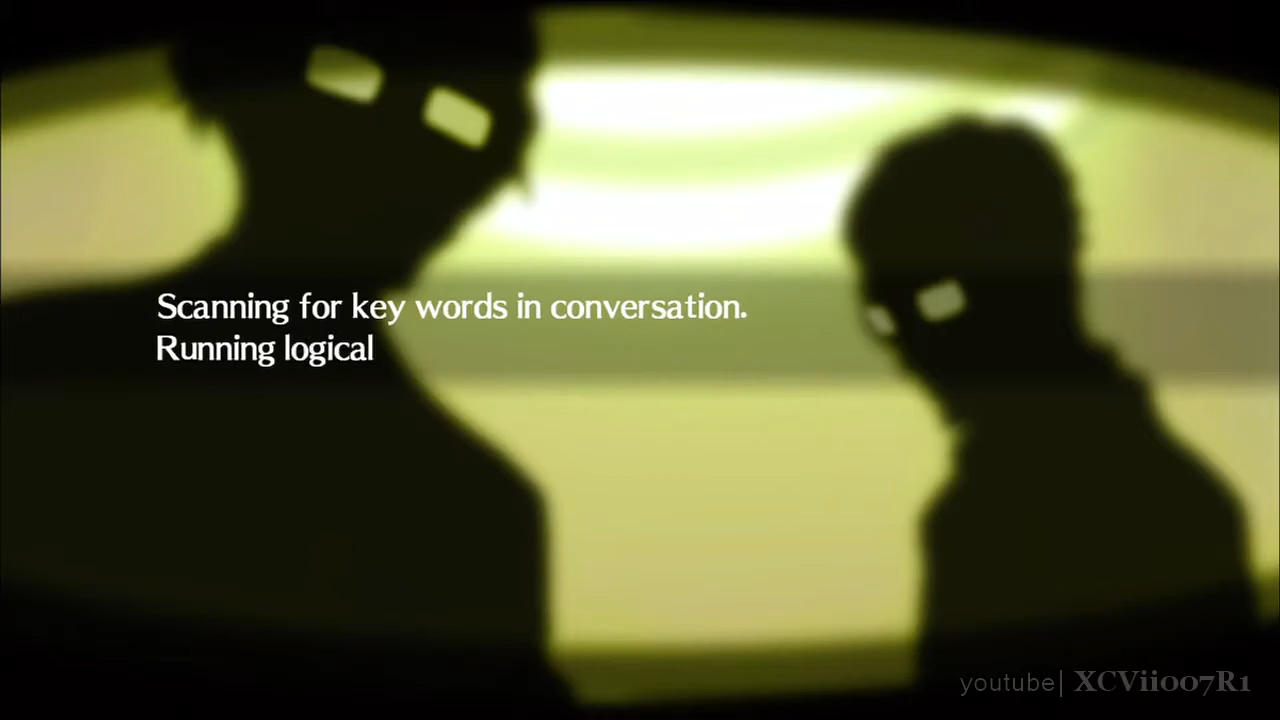 Scanning for key words in conversation.
Running logical
youtube| XCVii007R1